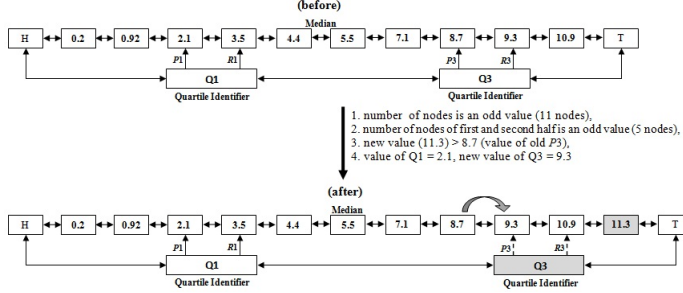 (before)
Median
H 0.2 0.92 2.1 3.5 4.4 5.5 7.1 8.7 9.3 10.9 T
P1 R1 P3 R3
Q1 Q3
Quartile Identifier Quartile Identifier
1. number of nodes is an odd value (11 nodes),
2. number of nodes of first and second half is an odd value (5 nodes),
3. new value (11.3) > 8.7 (value of old P3),
4. value of Q1 = 2.1, new value of Q3 = 9.3
(after)
Median
H 0.2 0.92 2.1 3.5 4.4 5.5 7.1 8.7 9.3 10.9 11.3 T
P1 R1 P3 R3
Q1 Q3
Quartile Identifier Quartile Identifier